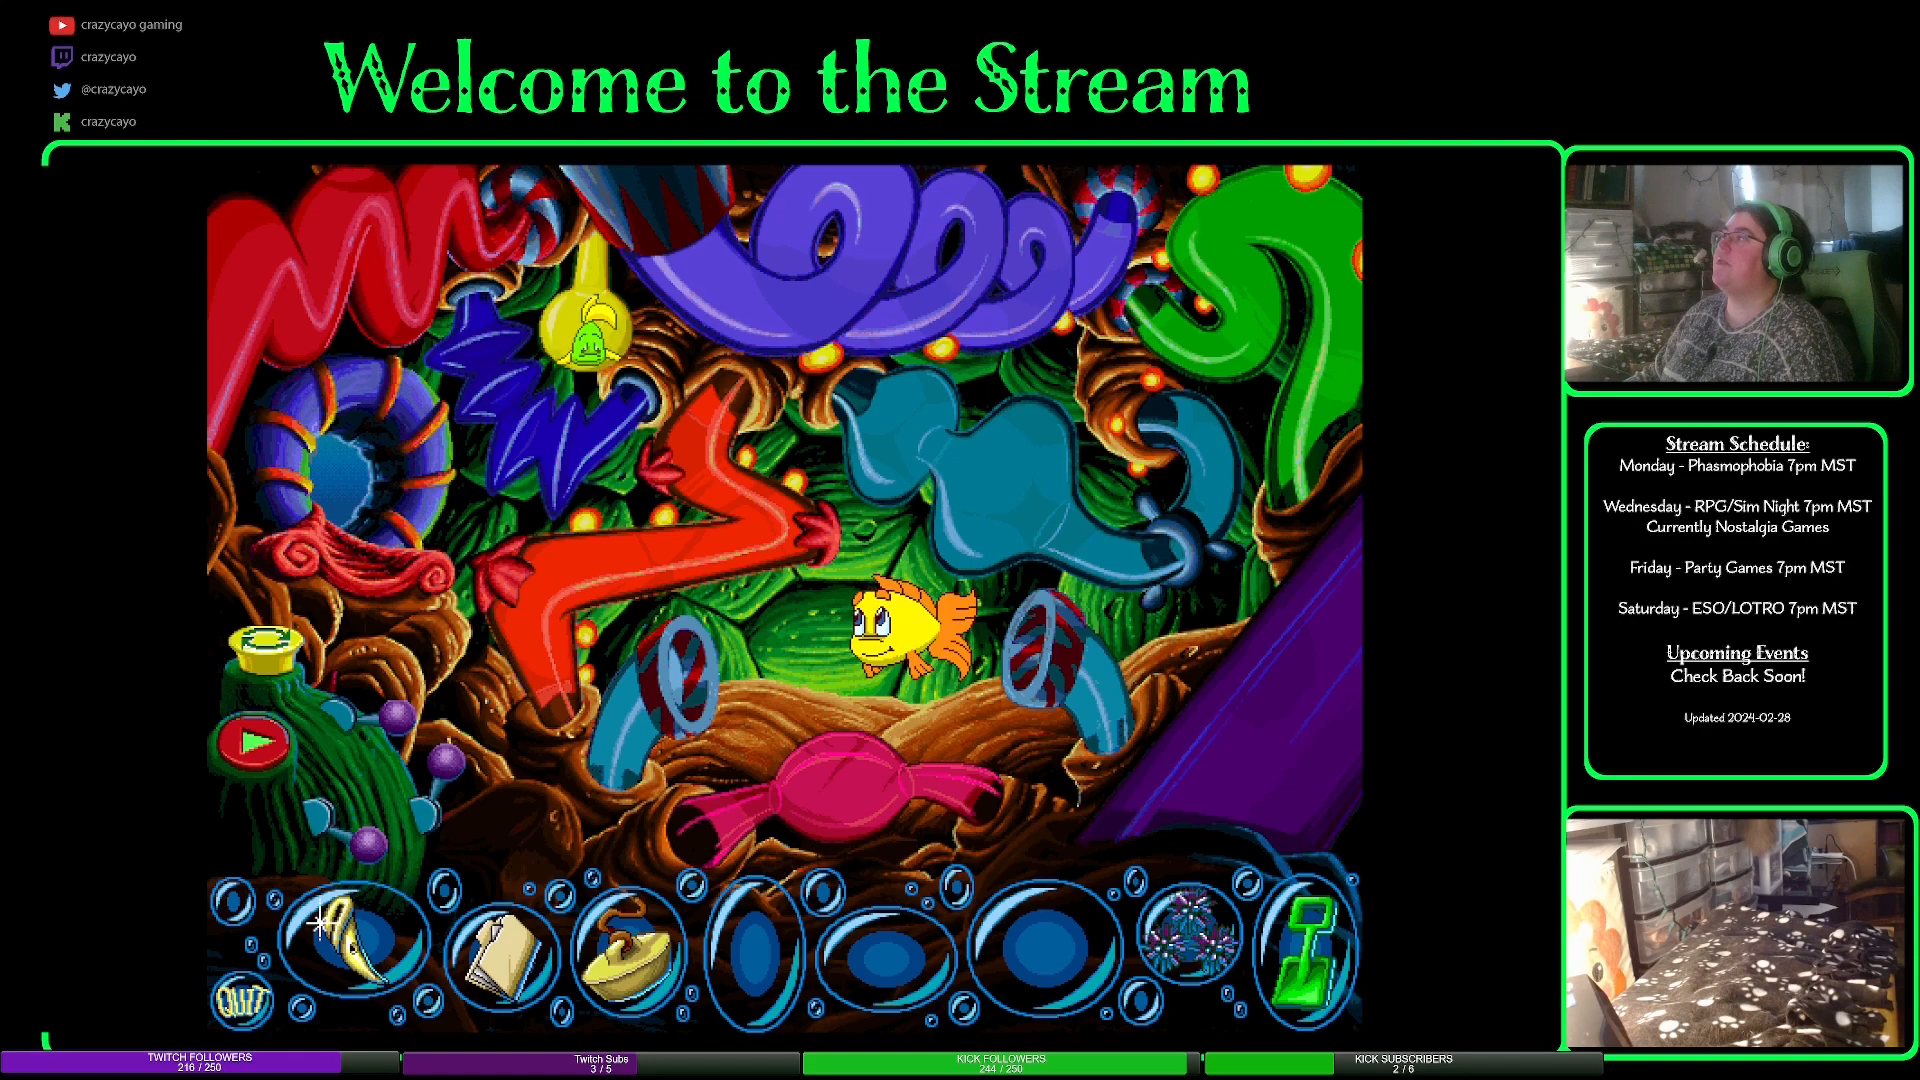 crazycayo gaming
crazycayo
@crazycayo
crazycayo
Welcome to the Stream
Stream Schedule:
Monday - Phasmophobia 7pm MST
Wednesday - RPG/Sim Night 7pm MST
Currently Nostalgia Games
Friday - Party Games 7pm MST
Saturday - ESO/LOTRO 7pm MST
Upcoming Events
Check Back Soon!
Updated 2024-02-28
QUIT
TWITCH FOLLOWERS
216 / 250
Twitch Subs
3 / 5
KICK FOLLOWERS
244 / 250
KICK SUBSCRIBERS
2 / 6